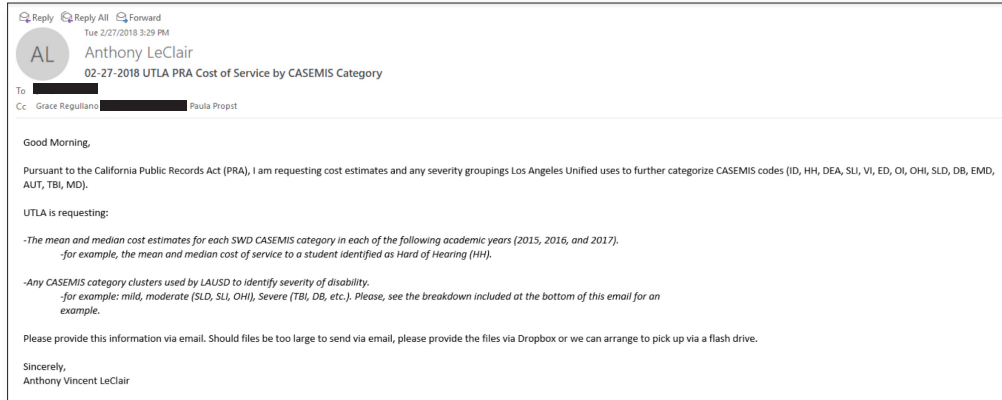 Reply Reply All Forward
Tue 2/27/2018 3:29 PM
AL
Anthony LeClair
02-27-2018 UTLA PRA Cost of Service by CASEMIS Category
To
Cc Grace Regullano Paula Propst
Good Morning,
Pursuant to the California Public Records Act (PRA), I am requesting cost estimates and any severity groupings Los Angeles Unified uses to further categorize CASEMIS codes (ID, HH, DEA, SLI, VI, ED, OI, OHI, SLD, DB, EMD,
AUT, TBI, MD).
UTLA is requesting:
-The mean and median cost estimates for each SWD CASEMIS category in each of the following academic years (2015, 2016, and 2017).
-for example, the mean and median cost of service to a student identified as Hard of Hearing (HH).
-Any CASEMIS category clusters used by LAUSD to identify severity of disability.
-for example: mild, moderate (SLD, SLI, OHI), Severe (TBI, DB, etc.). Please, see the breakdown included at the bottom of this email for an
example.
Please provide this information via email. Should files be too large to send via email, please provide the files via Dropbox or we can arrange to pick up via a flash drive.
Sincerely,
Anthony Vincent LeClair